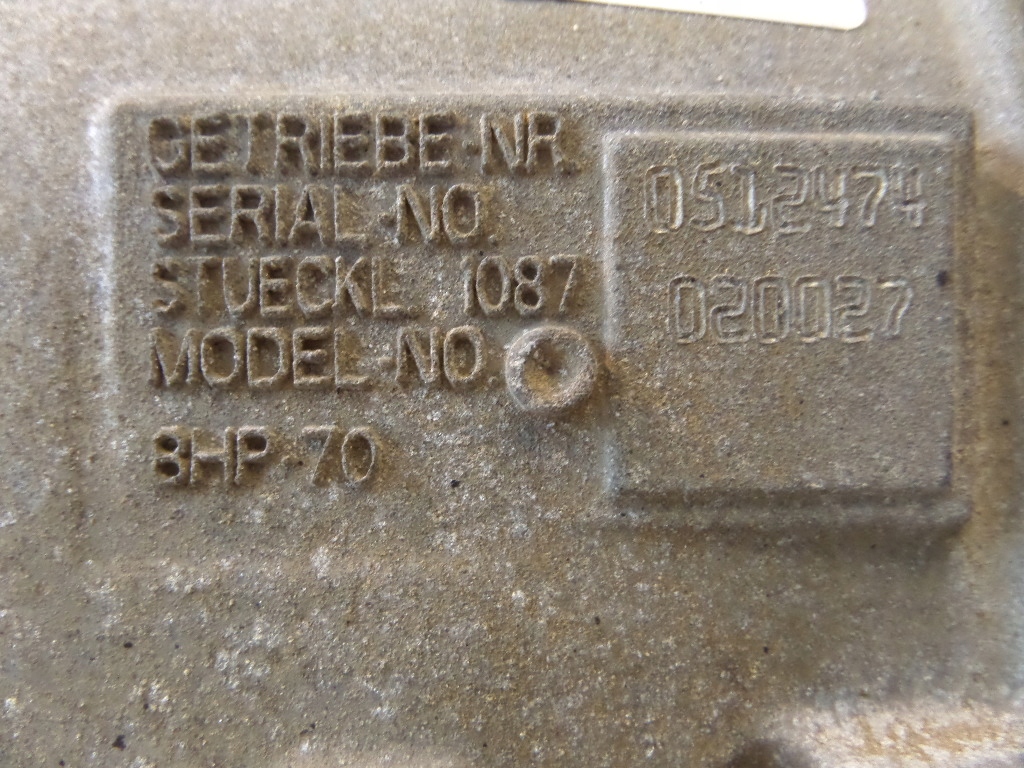 GETRIEBE-NR.
SERIAL-NO.
0512474
STUECKL. 1087
020027
MODEL-NO.
8HP 70